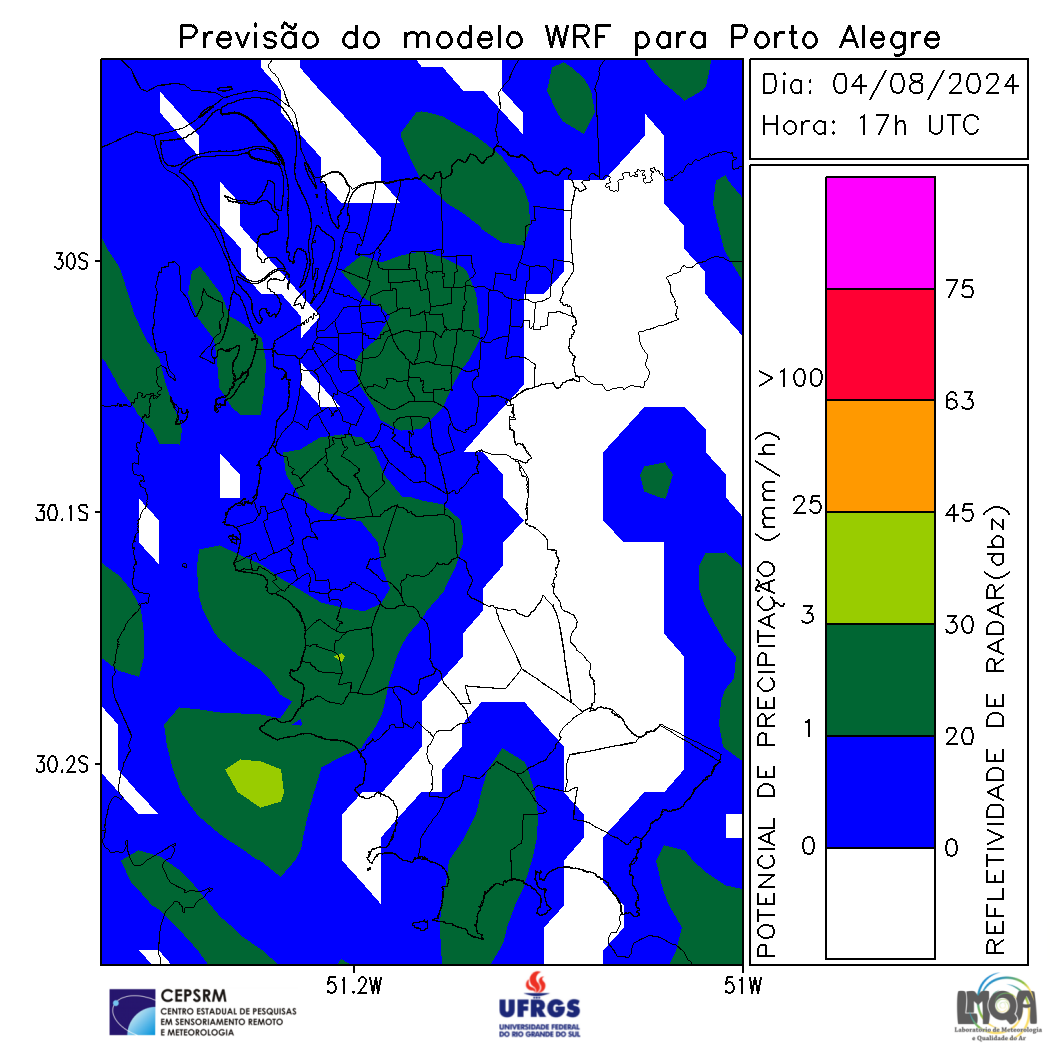 Previsão do modelo WRF para Porto Alegre
Dia: 04/08/2024
Hora: 17h UTC
30S
30.1S
30.2S
51.2W
51W
POTENCIAL DE PRECIPITAÇÃO (mm/h)
>100
25
3
1
0
75
63
45
30
20
0
REFLETIVIDADE DE RADAR(dbz)
CEPSRM
CENTRO ESTADUAL DE PESQUISAS
EM SENSORIAMENTO REMOTO
E METEOROLOGIA
UFRGS
UNIVERSIDADE FEDERAL
DO RIO GRANDE DO SUL
LMQA
Laboratório de Meteorologia
e Qualidade do Ar